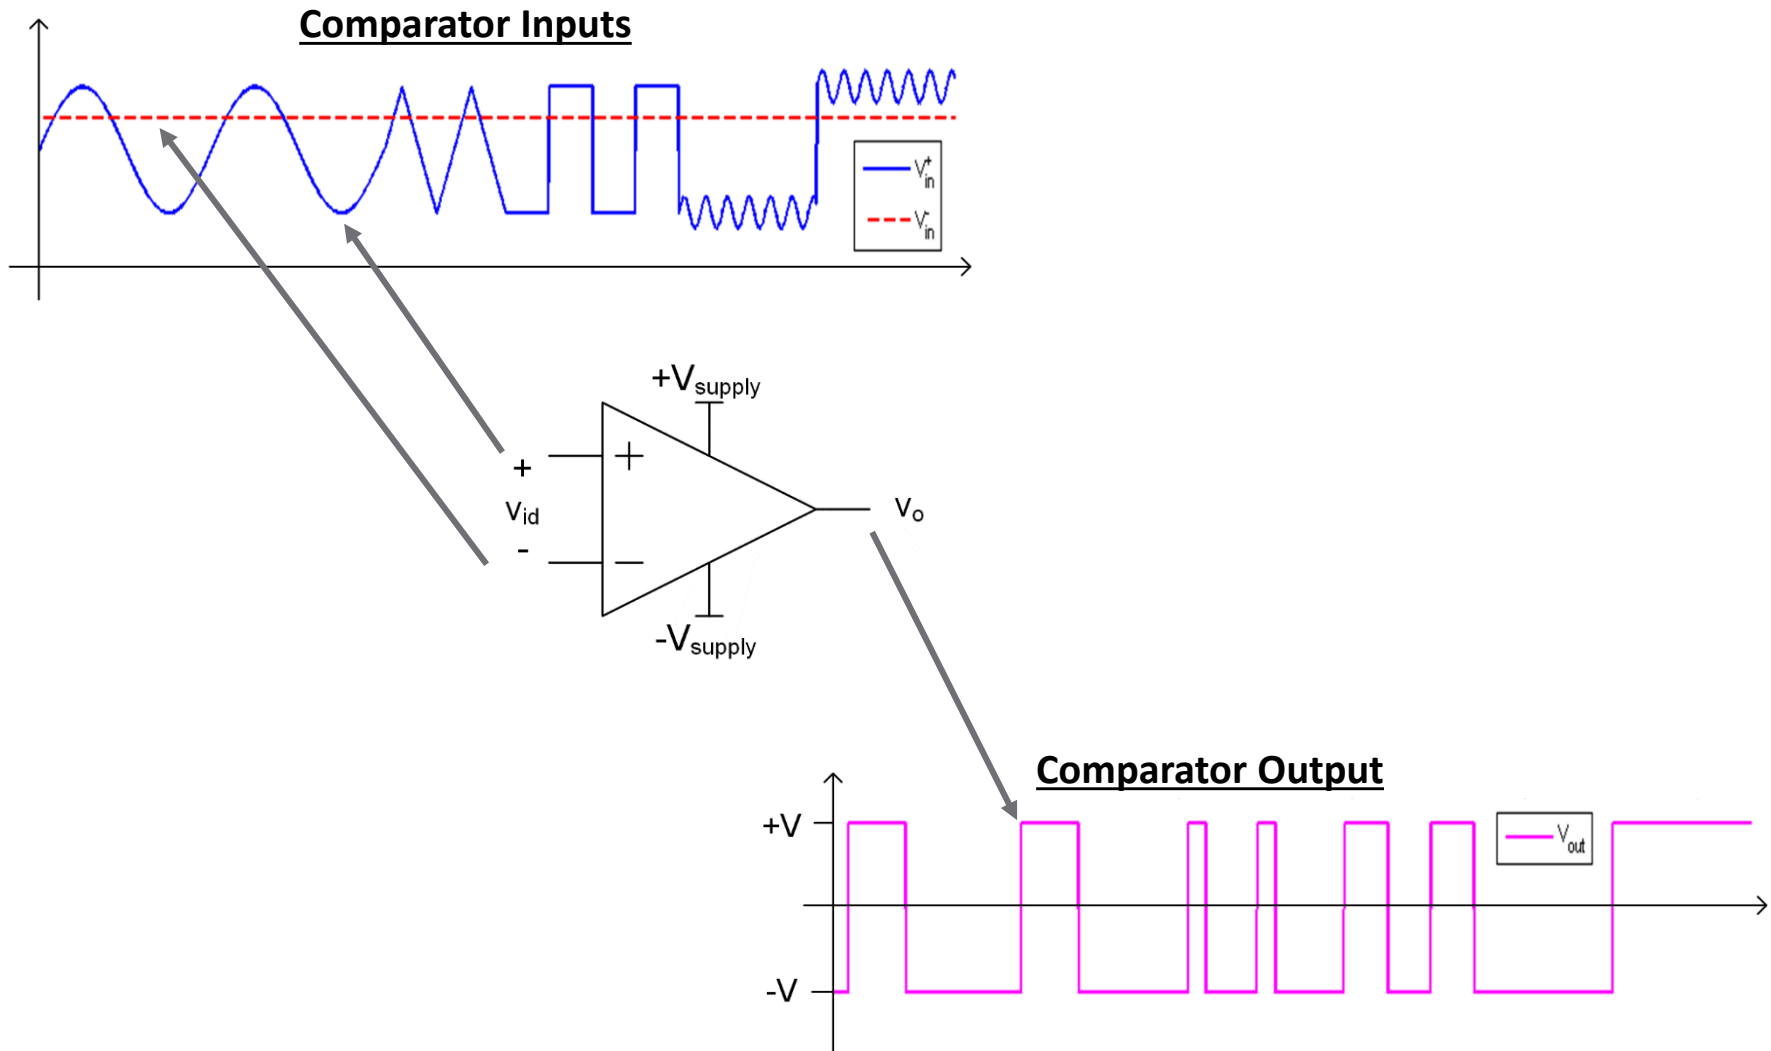 Comparator Inputs
V+in
V-in
+Vsupply
+
+
vid
vo
-
−
-Vsupply
Comparator Output
+V
Vout
-V